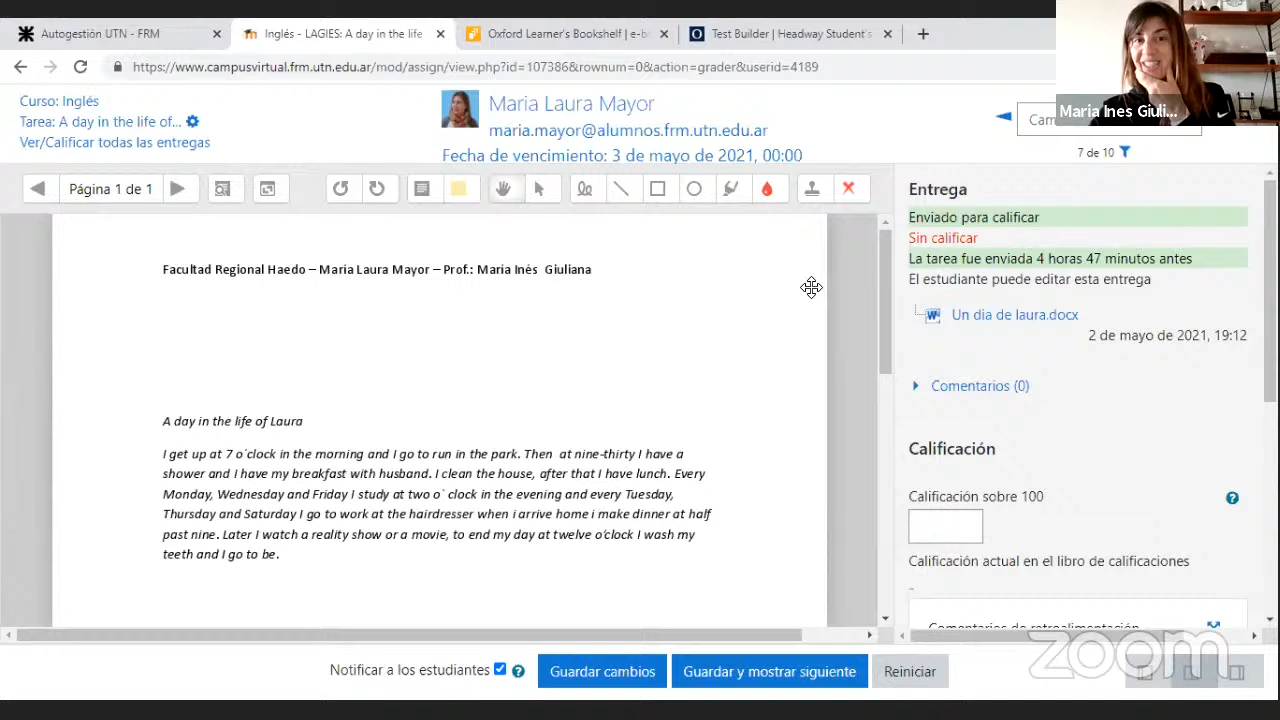 Autogestión UTN - FRM
Inglés - LAGIES: A day in the life
Oxford Learner's Bookshelf | e-b
Test Builder | Headway Student's
https://www.campusvirtual.frm.utn.edu.ar/mod/assign/view.php?id=107386&rownum=0&action=grader&userid=4189
Maria Ines Giuli...
Curso: Inglés
Tarea: A day in the life of...
Ver/Calificar todas las entregas
Maria Laura Mayor
maria.mayor@alumnos.frm.utn.edu.ar
Fecha de vencimiento: 3 de mayo de 2021, 00:00
7 de 10
Página 1 de 1
Facultad Regional Haedo – Maria Laura Mayor – Prof.: Maria Inés Giuliana
A day in the life of Laura
I get up at 7 o´clock in the morning and I go to run in the park. Then at nine-thirty I have a
shower and I have my breakfast with husband. I clean the house, after that I have lunch. Every
Monday, Wednesday and Friday I study at two o` clock in the evening and every Tuesday,
Thursday and Saturday I go to work at the hairdresser when i arrive home i make dinner at half
past nine. Later I watch a reality show or a movie, to end my day at twelve o'clock I wash my
teeth and I go to be.
Entrega
Enviado para calificar
Sin calificar
La tarea fue enviada 4 horas 47 minutos antes
El estudiante puede editar esta entrega
Un dia de laura.docx
2 de mayo de 2021, 19:12
Comentarios (0)
Calificación
Calificación sobre 100
Calificación actual en el libro de calificaciones
-
Comentarios de retroalimentación
Notificar a los estudiantes
Guardar cambios
Guardar y mostrar siguiente
Reiniciar
zoom